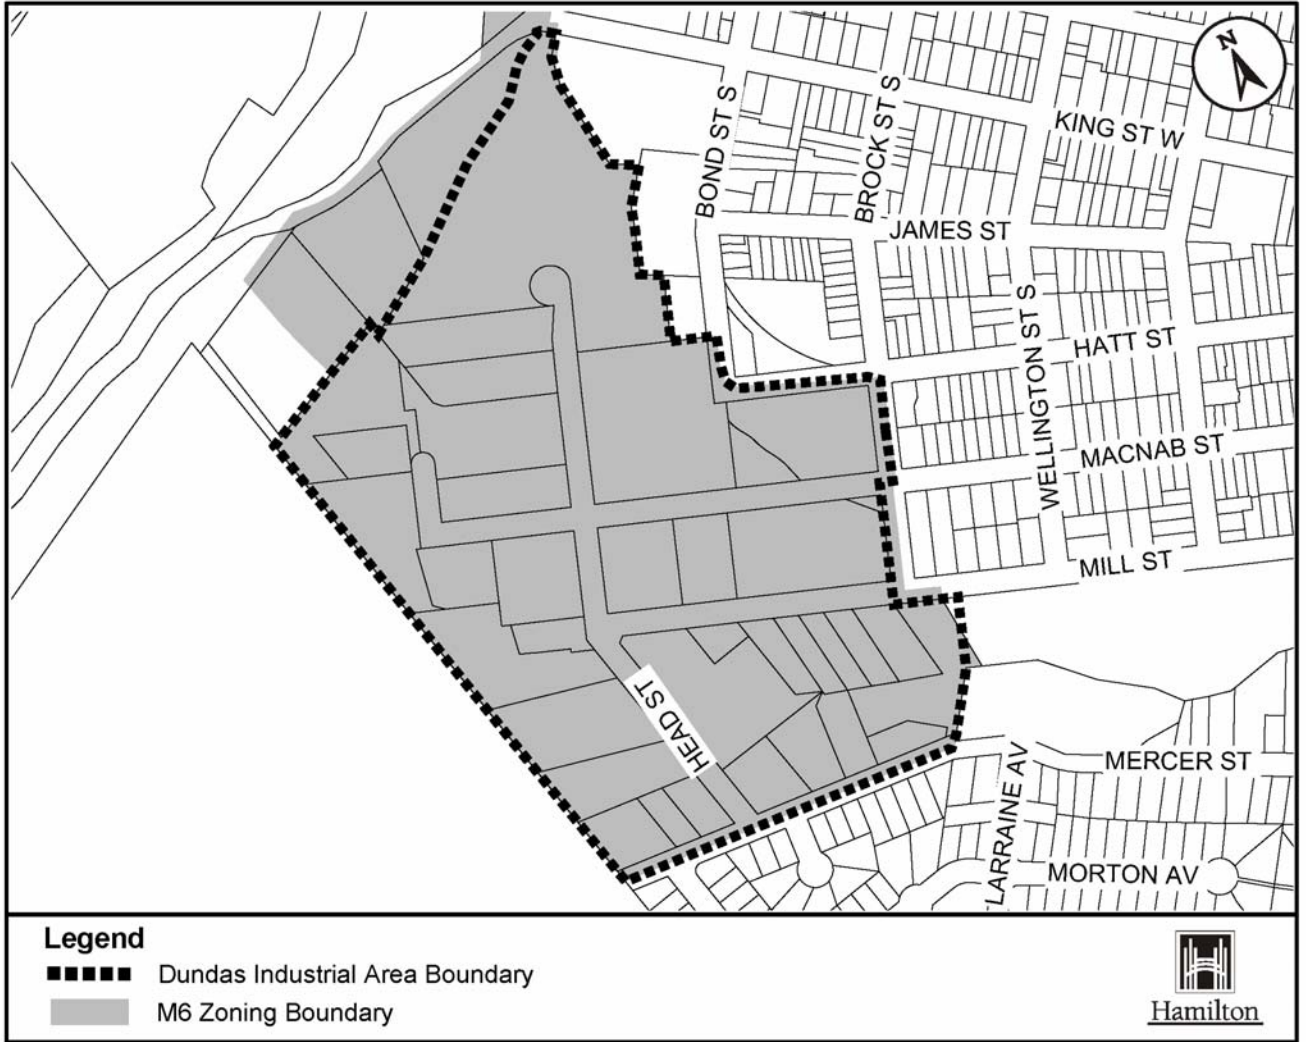 N
KING ST W
BOND ST S
BROCK ST S
JAMES ST
WELLINGTON ST S
HATT ST
MACNAB ST
MILL ST
HEAD ST
MERCER ST
LARRAINE AV
MORTON AV
Legend
Dundas Industrial Area Boundary
M6 Zoning Boundary
Hamilton